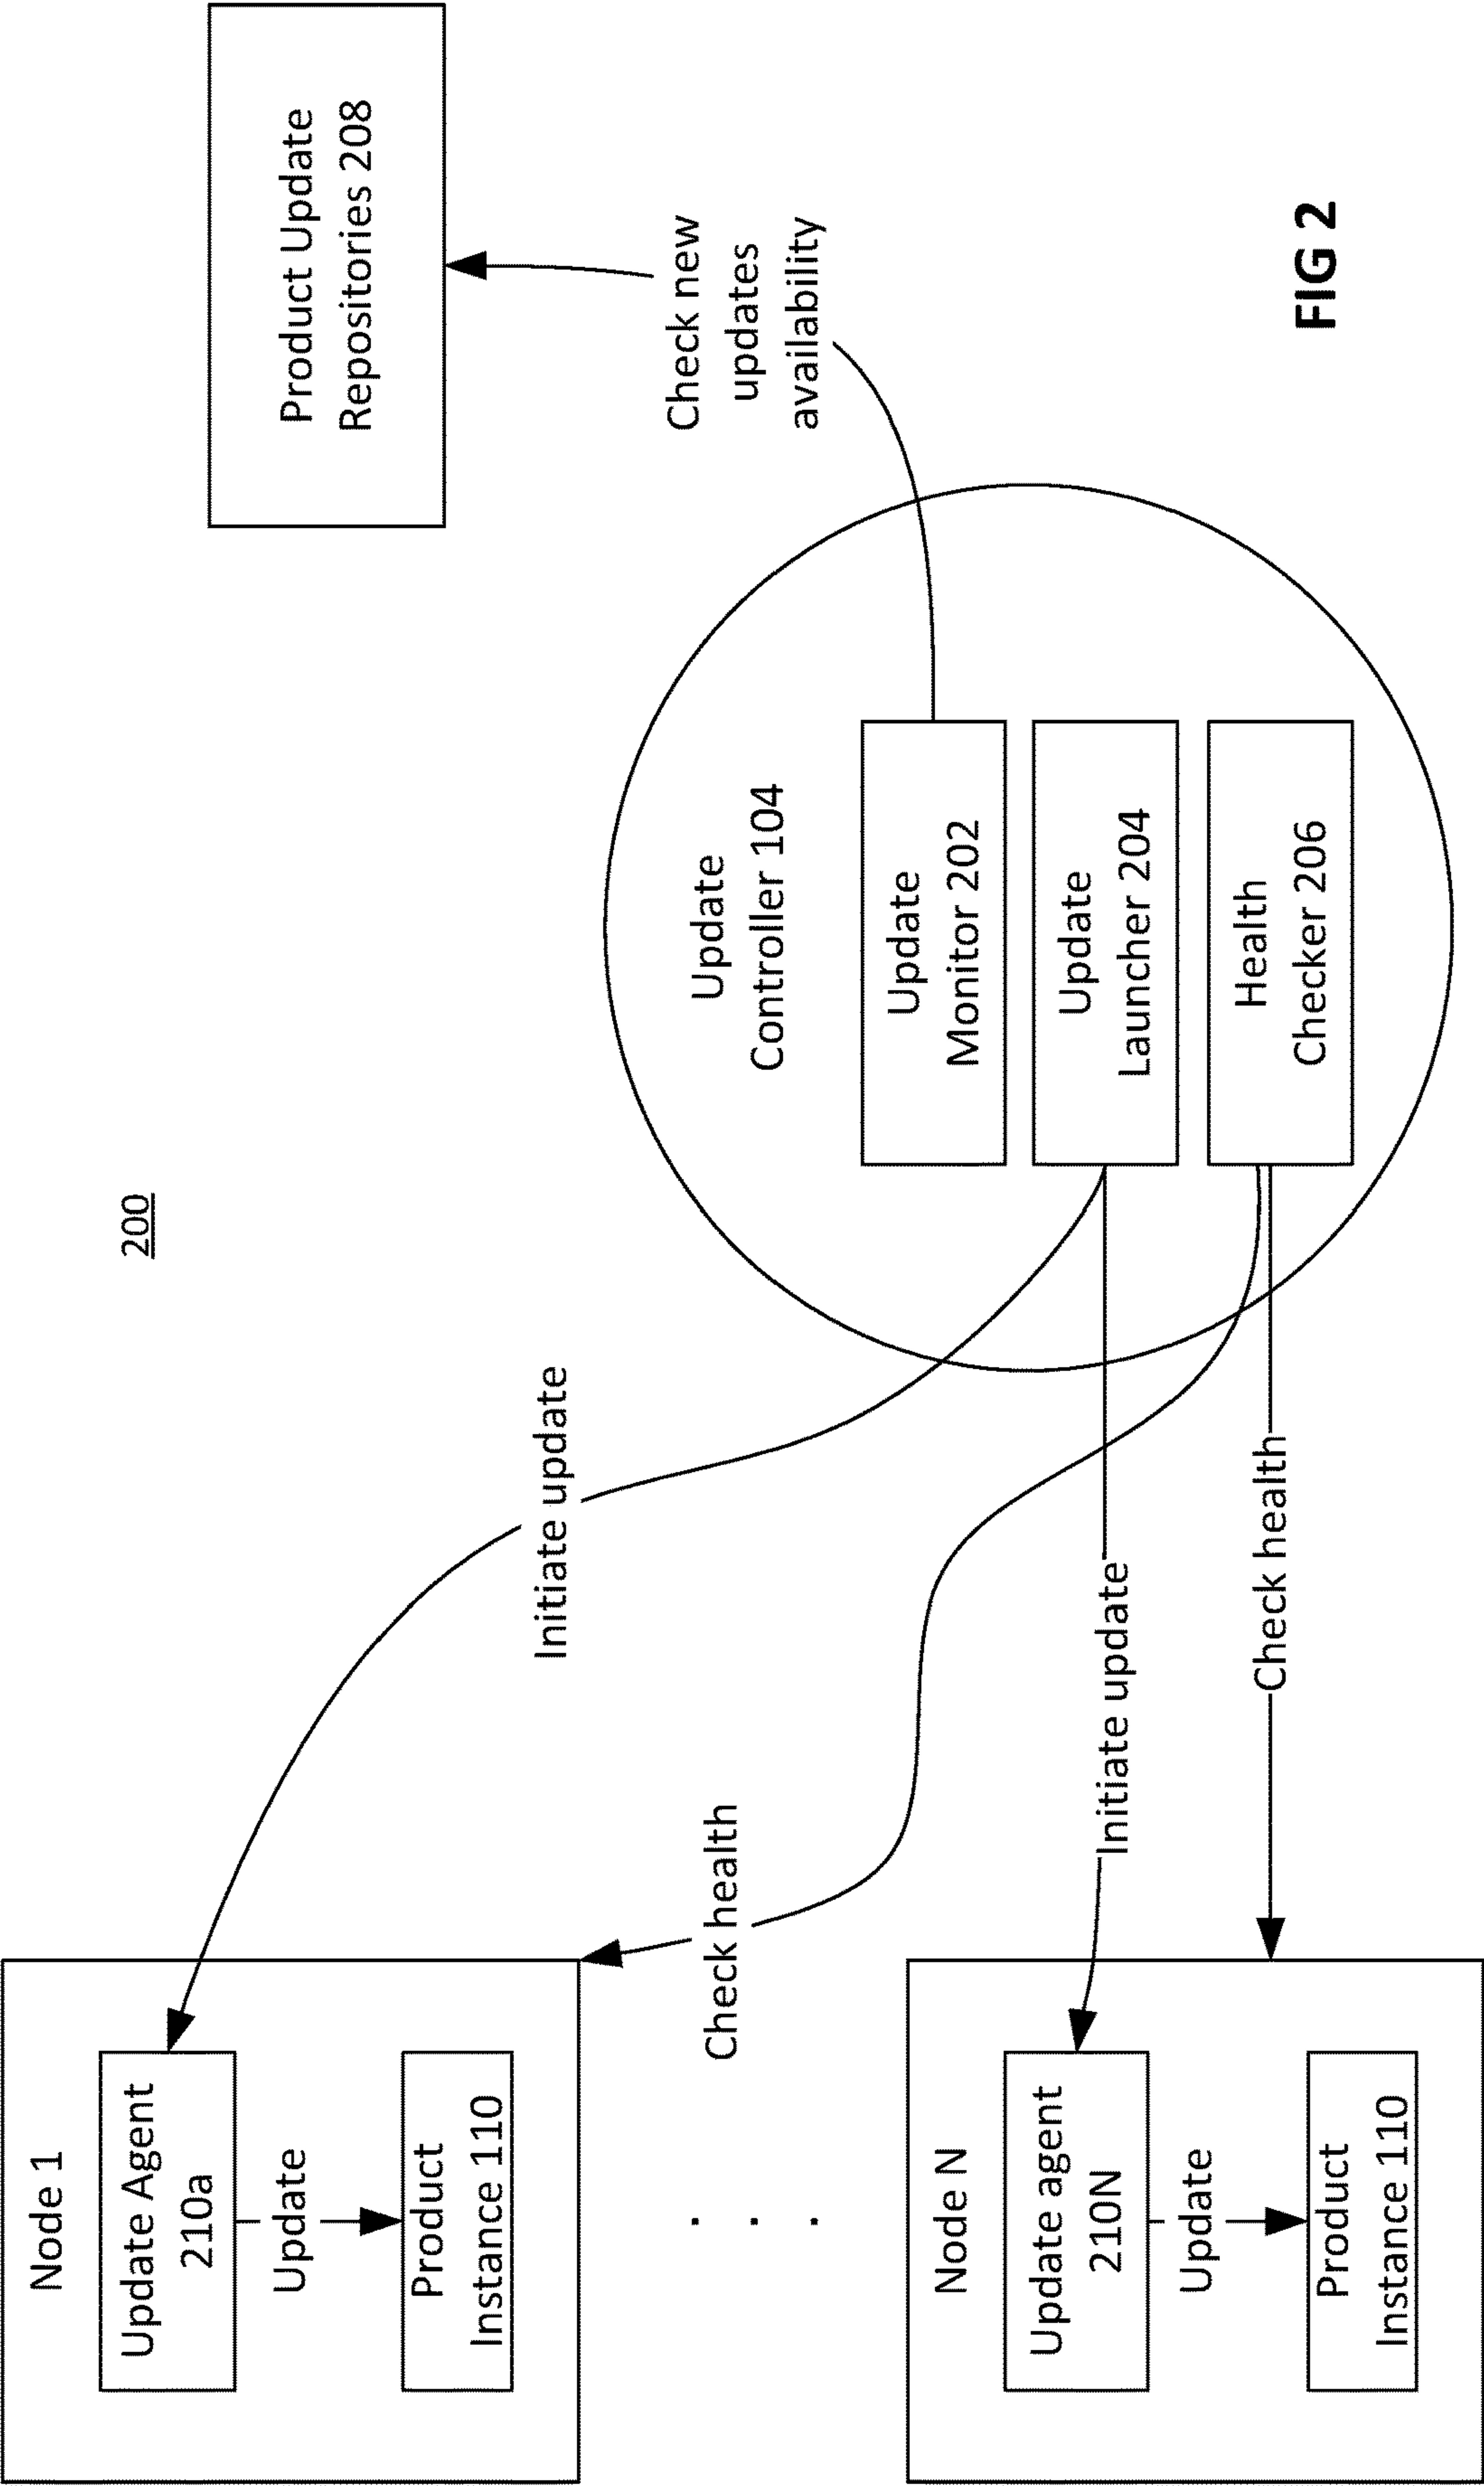 200
Node 1
Update Agent
210a
Update
Product
Instance 110
Initiate update
Check health
. . .
Node N
Update agent
210N
Update
Product
Instance 110
Initiate update
Check health
Update
Controller 104
Update
Monitor 202
Update
Launcher 204
Health
Checker 206
Check new
updates
availability
Product Update
Repositories 208
FIG 2